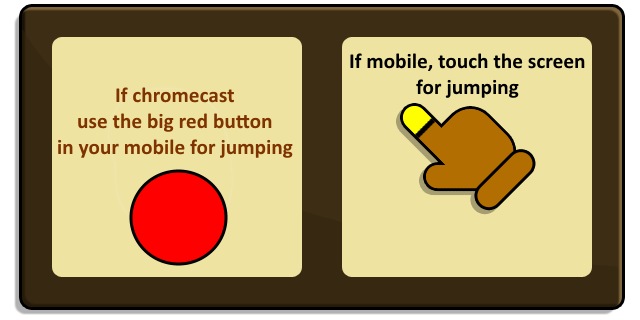 If chromecast
use the big red button
in your mobile for jumping
If mobile, touch the screen
for jumping